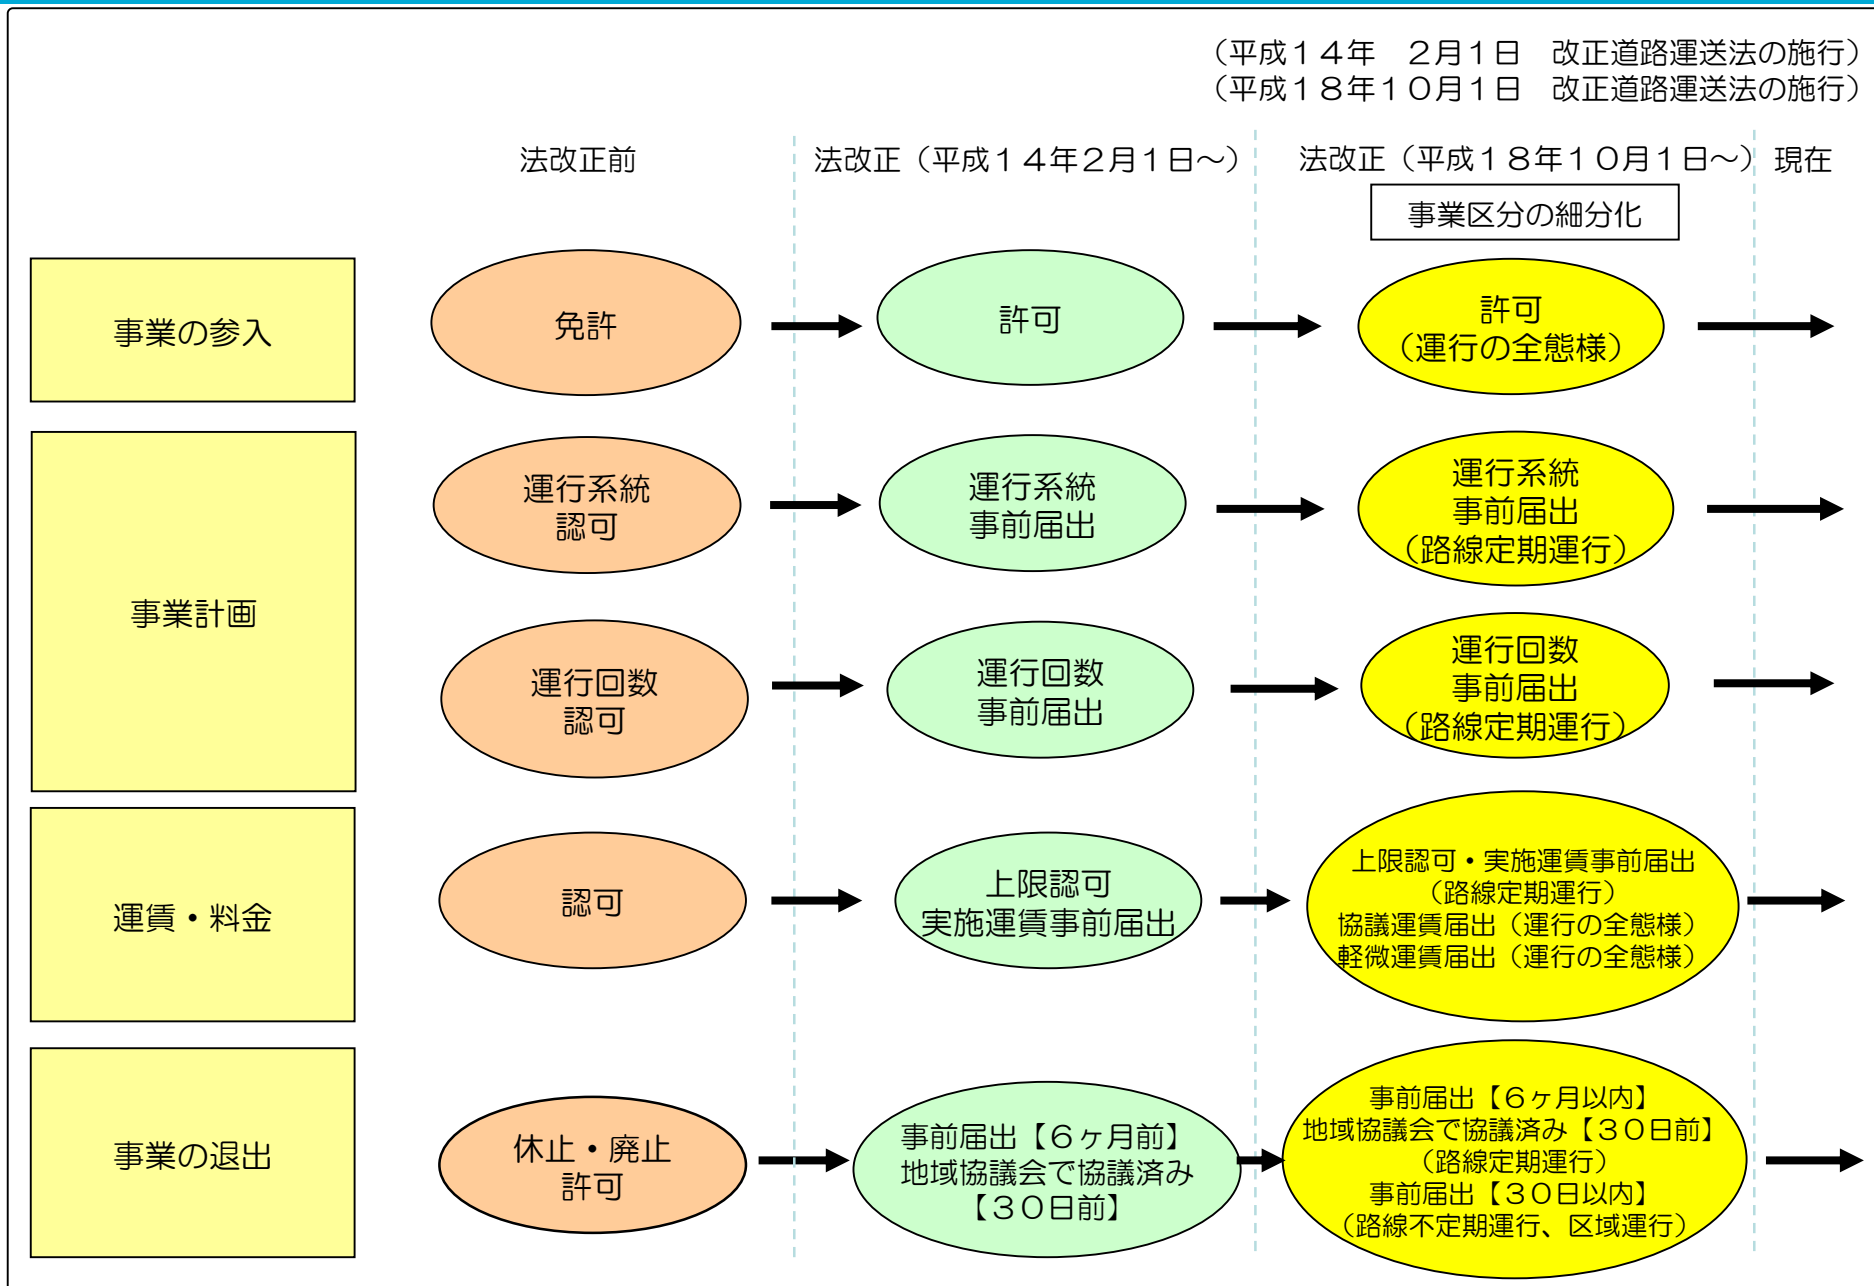 （平成１４年　２月１日　改正道路運送法の施行）
（平成１８年１０月１日　改正道路運送法の施行）
法改正前
法改正（平成１４年２月１日～）
法改正（平成１８年１０月１日～）
現在
事業区分の細分化
事業の参入
免許
許可
許可
（運行の全態様）
事業計画
運行系統
認可
運行系統
事前届出
運行系統
事前届出
（路線定期運行）
運行回数
認可
運行回数
事前届出
運行回数
事前届出
（路線定期運行）
運賃・料金
認可
上限認可
実施運賃事前届出
上限認可・実施運賃事前届出
（路線定期運行）
協議運賃届出（運行の全態様）
軽微運賃届出（運行の全態様）
事業の退出
休止・廃止
許可
事前届出【６ヶ月前】
地域協議会で協議済み
【３０日前】
事前届出【６ヶ月以内】
地域協議会で協議済み【３０日前】
（路線定期運行）
事前届出【３０日以内】
（路線不定期運行、区域運行）